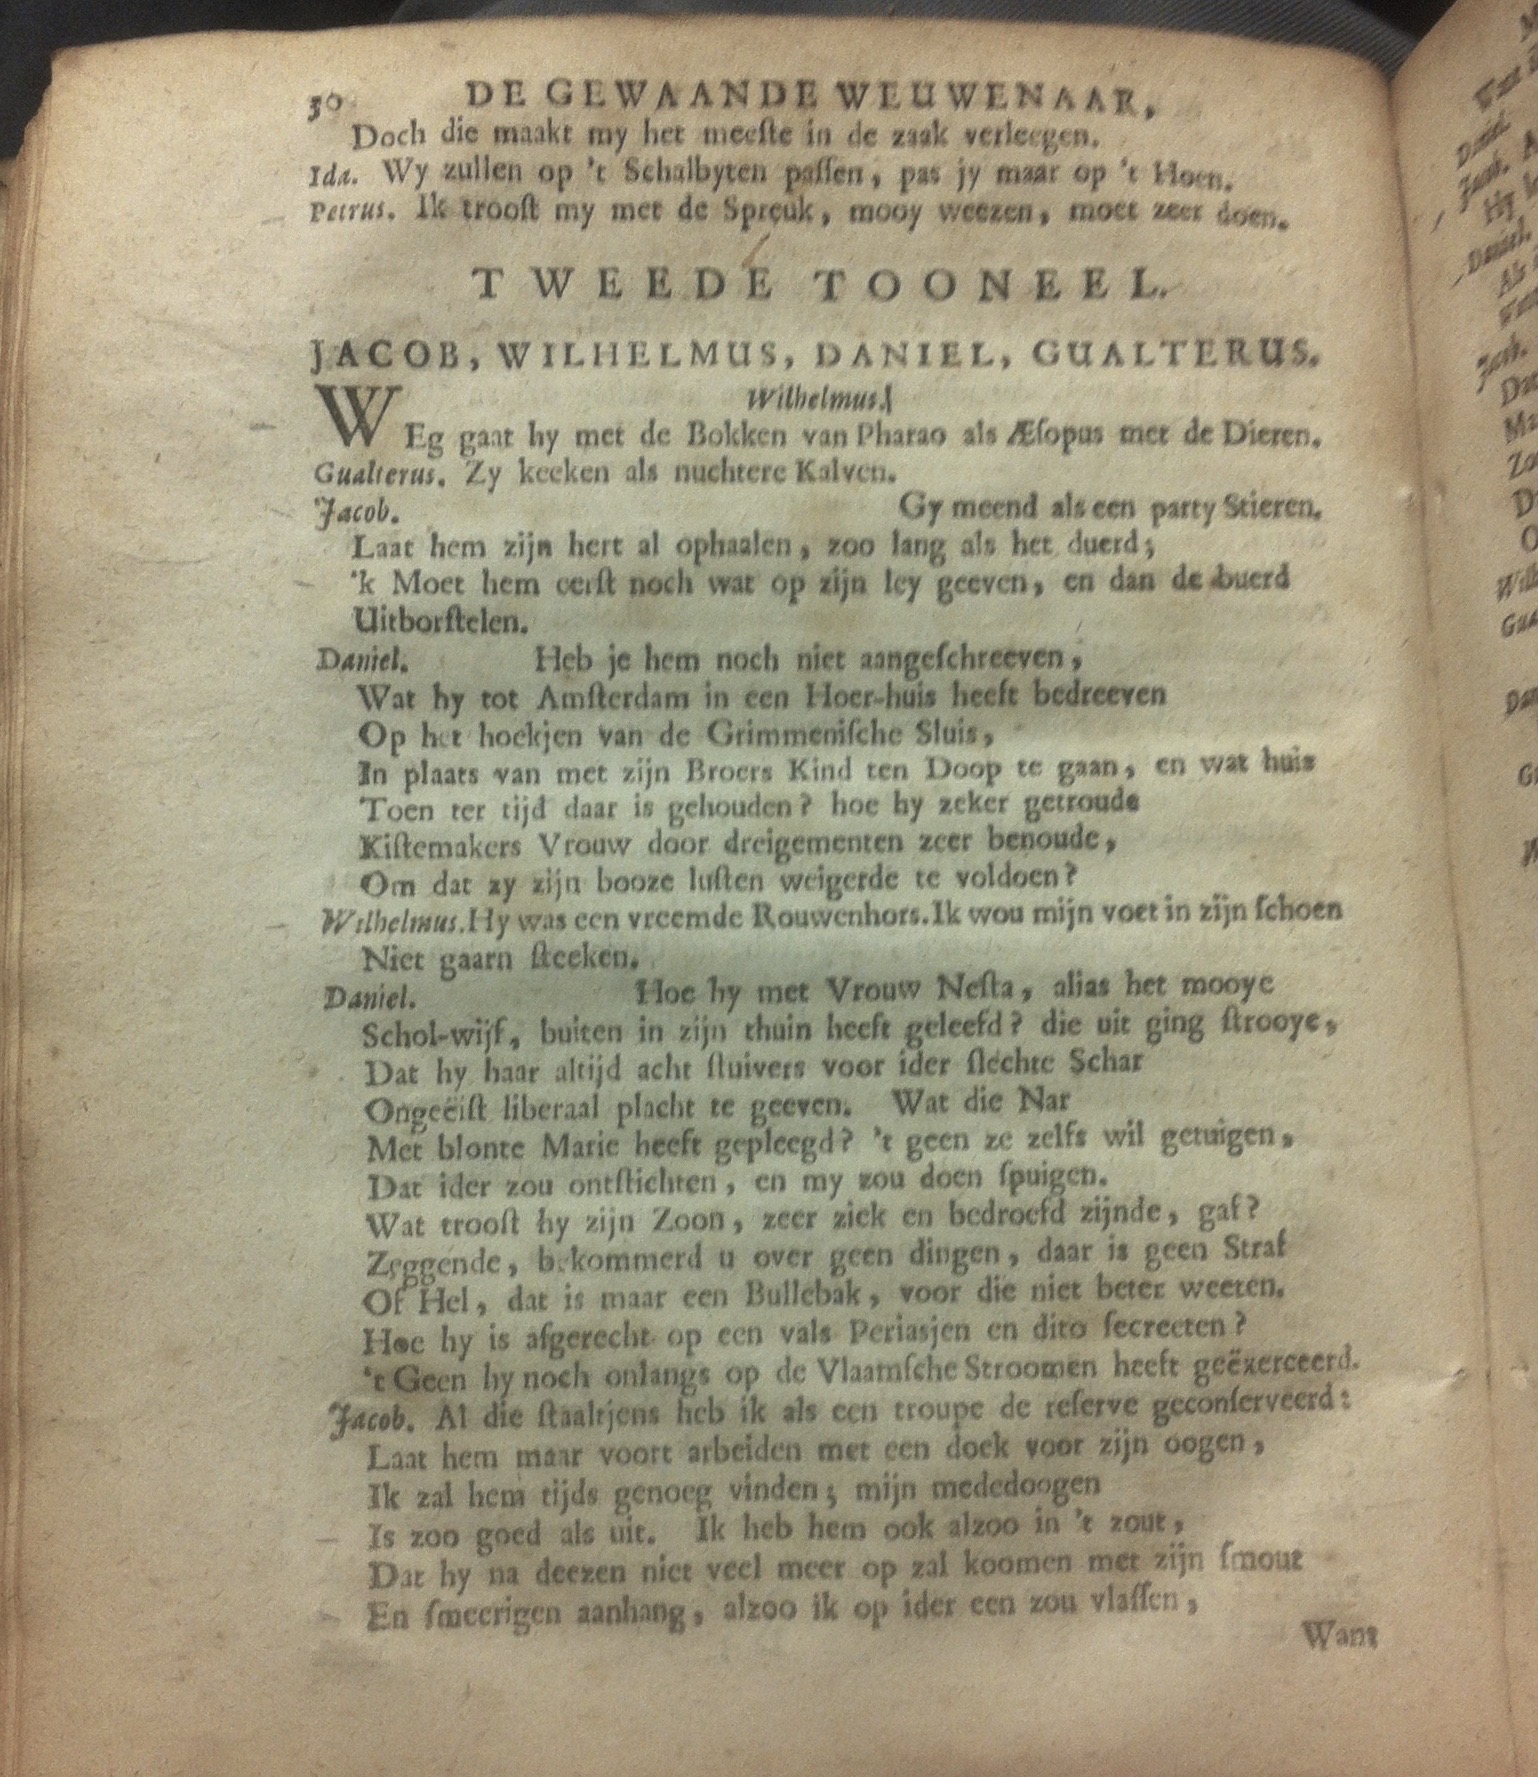 30 DE GEWAANDE WEUWENAAR,
Doch die maakt my het meeſte in de zaak verleegen.
Ida. Wy zullen op 't Schalbyten paſſen, pas jy maar op 't Hoen.
Petrus. Ik trooſt my met de Spreuk, mooy weezen, moet zeer doen.
TWEEDE TOONEEL.
JACOB, WILHELMUS, DANIEL, GUALTERUS.
Wilhelmus.
WEg gaat hy met de Bokken van Pharao als Æſopus met de Dieren.
Gualterus. Zy keeken als nuchtere Kalven.
Jacob. Gy meend als een party Stieren.
Laat hem zijn hert al ophaalen, zoo lang als het duerd;
'k Moet hem eerſt noch wat op zijn ley geeven, en dan de buerd
Uitborſtelen.
Daniel. Heb je hem noch niet aangeſchreeven,
Wat hy tot Amſterdam in een Hoer-huis heeft bedreeven
Op het hoekjen van de Grimmeniſche Sluis,
In plaats van met zijn Broers Kind ten Doop te gaan, en wat huis
Toen ter tijd daar is gehouden? hoe hy zeker getroude
Kiſtemakers Vrouw door dreigementen zeer benoude,
Om dat zy zijn booze luſten weigerde te voldoen?
Wilhelmus. Hy was een vreemde Rouwenhors. Ik wou mijn voet in zijn ſchoen
Niet gaarn ſteeken.
Daniel. Hoe hy met Vrouw Neſta, alias het mooye
Schol-wijf, buiten in zijn thuin heeft geleefd? die uit ging ſtrooye,
Dat hy haar altijd acht ſtuivers voor ider ſlechte Schar
Ongeëiſt liberaal placht te geeven. Wat die Nar
Met blonte Marie heeft gepleegd? 't geen ze zelfs wil getuigen,
Dat ider zou ontſtichten, en my zou doen ſpuigen.
Wat trooſt hy zijn Zoon, zeer ziek en bedroefd zijnde, gaf?
Zeggende, bekommerd u over geen dingen, daar is geen Straf
Of Hel, dat is maar een Bullebak, voor die niet beter weeten.
Hoe hy is afgerecht op een vals Periasjen en dito ſecreeten?
't Geen hy noch onlangs op de Vlaamſche Stroomen heeft geëxerceerd.
Jacob. Al die ſtaaltjens heb ik als een troupe de reſerve geconſerveerd:
Laat hem maar voort arbeiden met een doek voor zijn oogen,
Ik zal hem tijds genoeg vinden; mijn mededoogen
Is zoo goed als uit. Ik heb hem ook alzoo in 't zout,
Dat hy na deezen niet veel meer op zal koomen met zijn ſmout
En ſmeerigen aanhang, alzoo ik op ider een zou vlaſſen,
Want